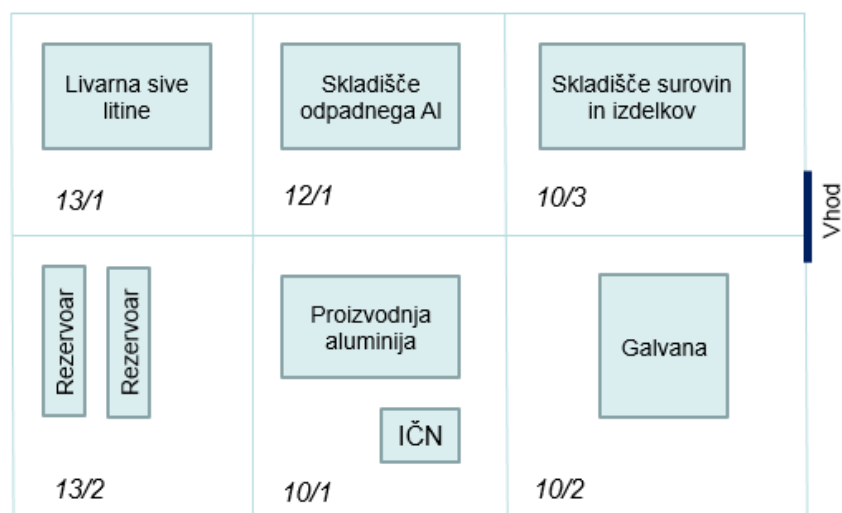 Livarna sive
litine
13/1
Skladišče
odpadnega Al
12/1
Skladišče surovin
in izdelkov
10/3
Vhod
Rezervoar
Rezervoar
13/2
Proizvodnja
aluminija
IČN
10/1
Galvana
10/2